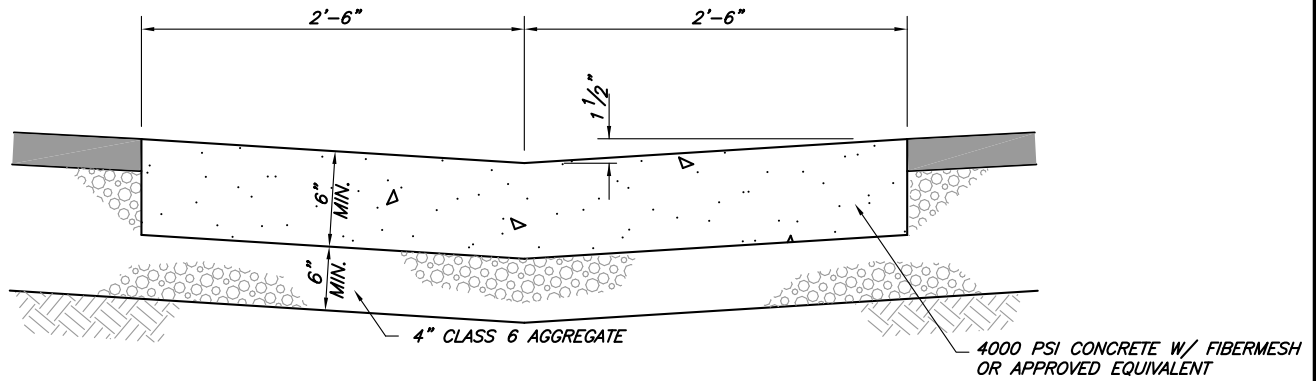 2'-6"
2'-6"
1 1/2"
6"
MIN.
6"
MIN.
4" CLASS 6 AGGREGATE
4000 PSI CONCRETE W/ FIBERMESH
OR APPROVED EQUIVALENT